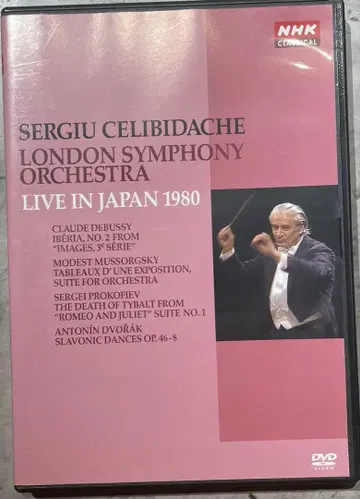 NHK
CLASSICAL
SERGIU CELIBIDACHE
LONDON SYMPHONY
ORCHESTRA
LIVE IN JAPAN 1980
CLAUDE DEBUSSY
IBÉRIA, NO. 2 FROM
"IMAGES, 3ᵉ SÉRIE"
MODEST MUSSORGSKY
TABLEAUX D' UNE EXPOSITION,
SUITE FOR ORCHESTRA
SERGEI PROKOFIEV
THE DEATH OF TYBALT FROM
"ROMEO AND JULIET" SUITE NO. 1
ANTONÍN DVOŘÁK
SLAVONIC DANCES OP. 46-8
DVD
VIDEO